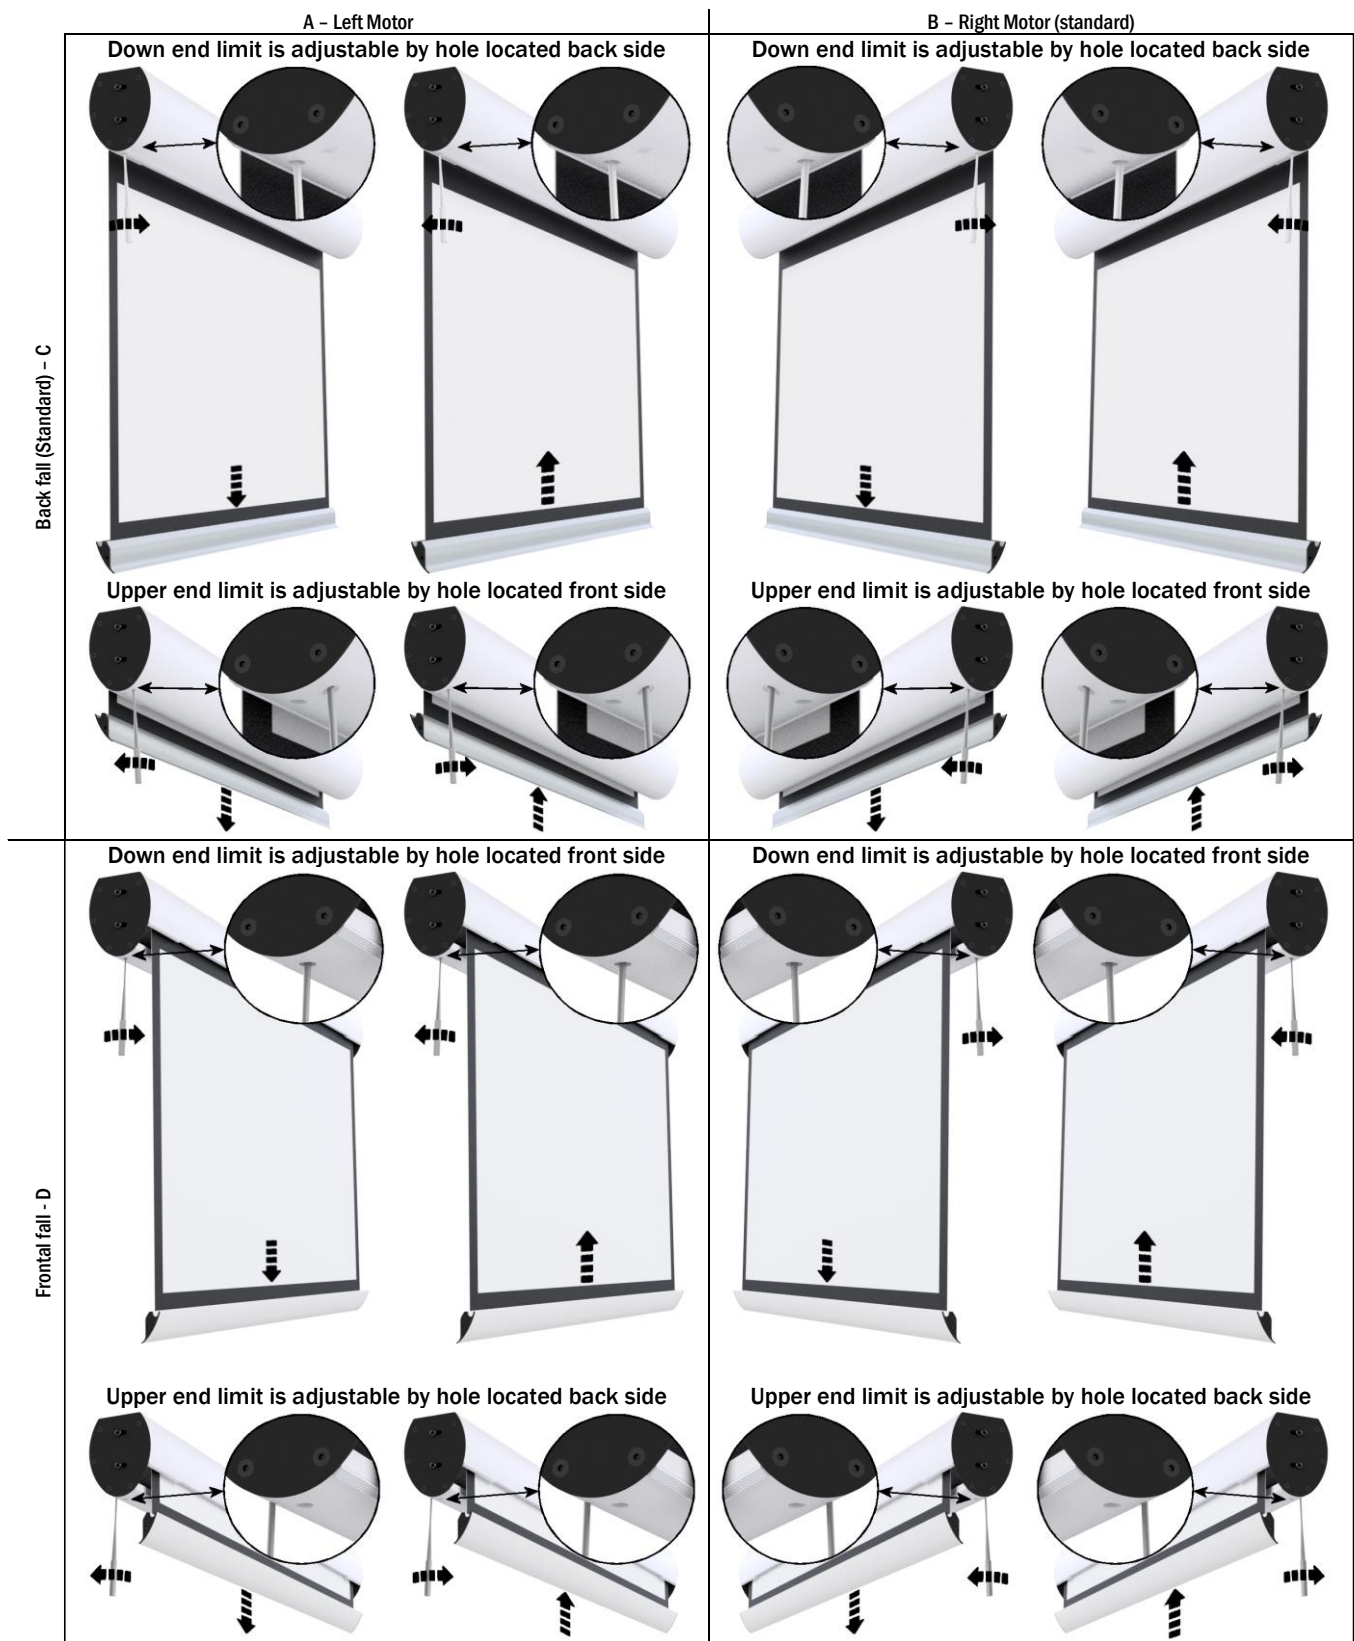 A – Left Motor
B – Right Motor (standard)
Down end limit is adjustable by hole located back side
Down end limit is adjustable by hole located back side
Back fall (Standard) – C
Upper end limit is adjustable by hole located front side
Upper end limit is adjustable by hole located front side
Down end limit is adjustable by hole located front side
Down end limit is adjustable by hole located front side
Frontal fall - D
Upper end limit is adjustable by hole located back side
Upper end limit is adjustable by hole located back side